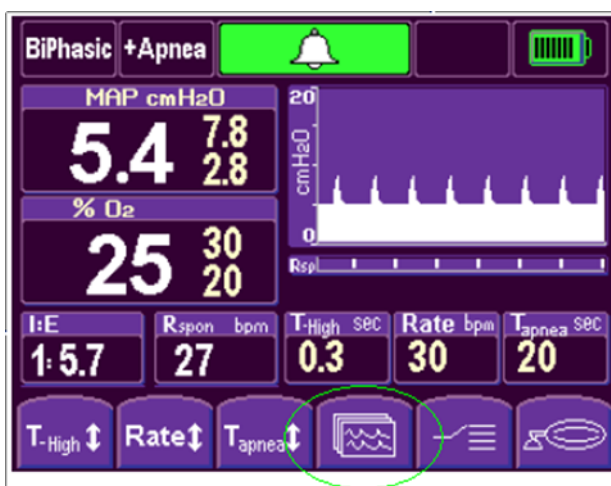 BiPhasic +Apnea
MAP cmH2O
5.4 7.8 2.8
% O2
25 30 20
20
cmH2O
0
Rsp
I:E
1:5.7
Rspon bpm
27
T-High sec
0.3
Rate bpm
30
Tapnea sec
20
T-High Rate Tapnea